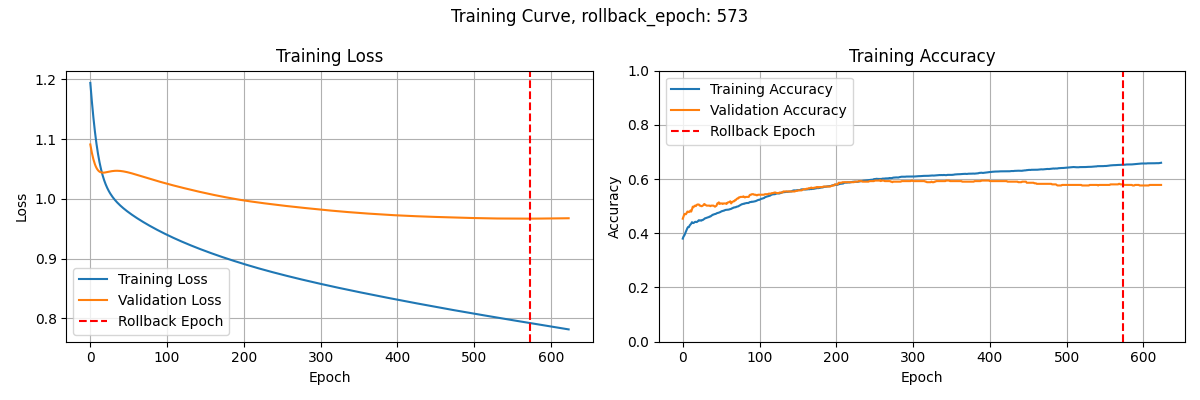 Training Curve, rollback_epoch: 573
Training Loss
1.2
1.1
1.0
0.9
0.8
Loss
Training Loss
Validation Loss
Rollback Epoch
0 100 200 300 400 500 600
Epoch
Training Accuracy
1.0
0.8
0.6
0.4
0.2
0.0
Accuracy
Training Accuracy
Validation Accuracy
Rollback Epoch
0 100 200 300 400 500 600
Epoch